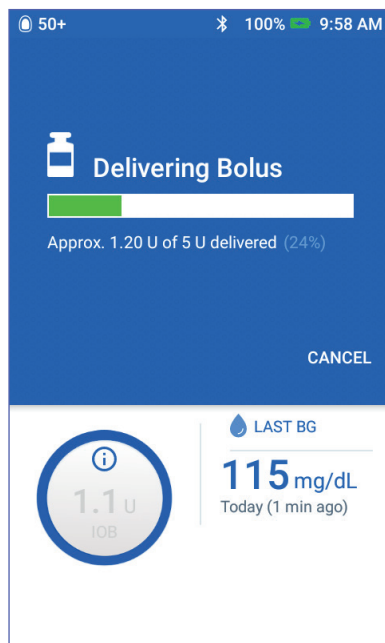 50+ 100% 9:58 AM
Delivering Bolus
Approx. 1.20 U of 5 U delivered (24%)
CANCEL
LAST BG
1.1 U
IOB
115 mg/dL
Today (1 min ago)